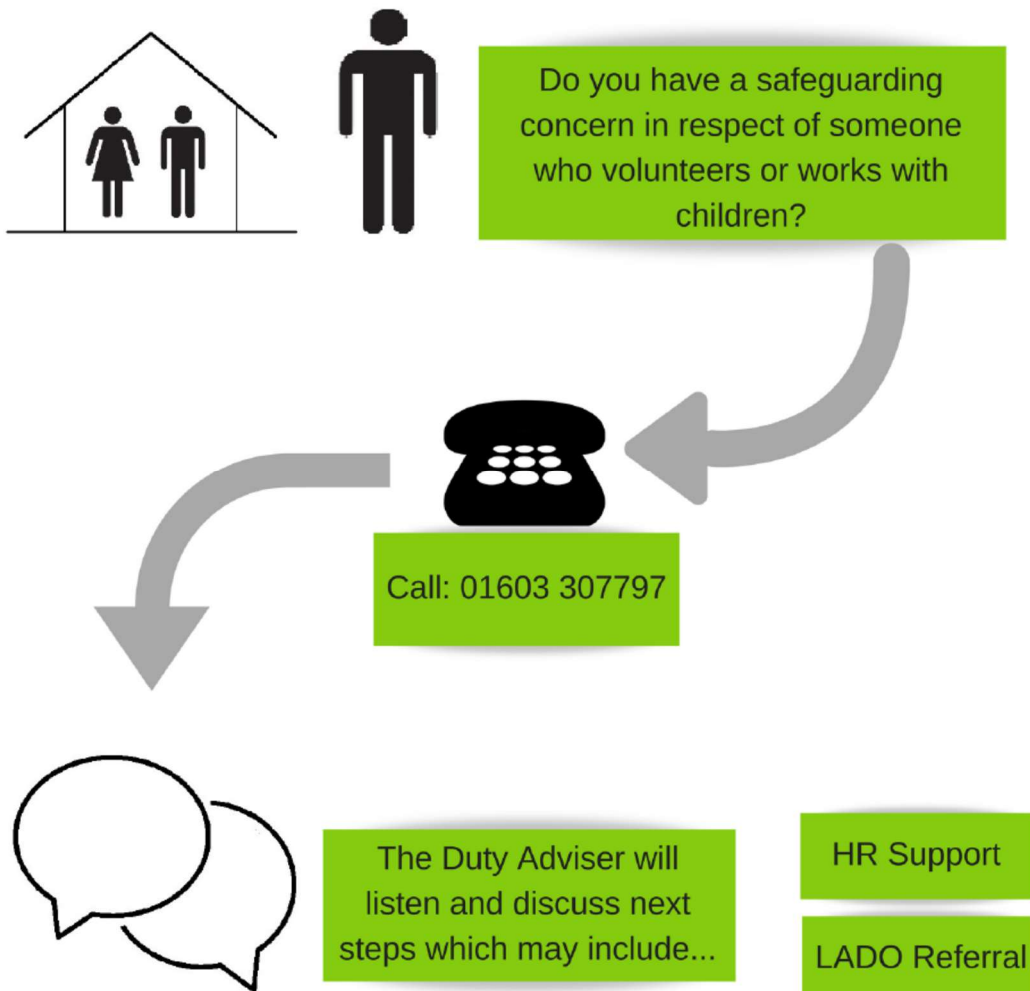 Do you have a safeguarding
concern in respect of someone
who volunteers or works with
children?
Call: 01603 307797
The Duty Adviser will
listen and discuss next
steps which may include...
HR Support
LADO Referral